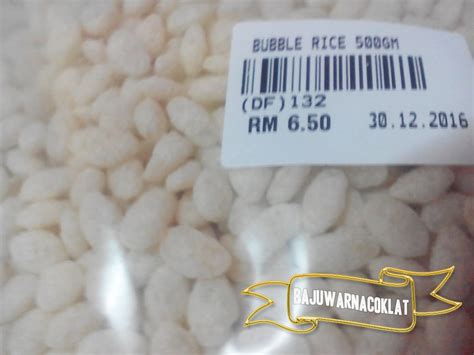 BUBBLE RICE 500GM
(DF)132
RM 6.50 30.12.2016
BAJUWARNACOKLAT